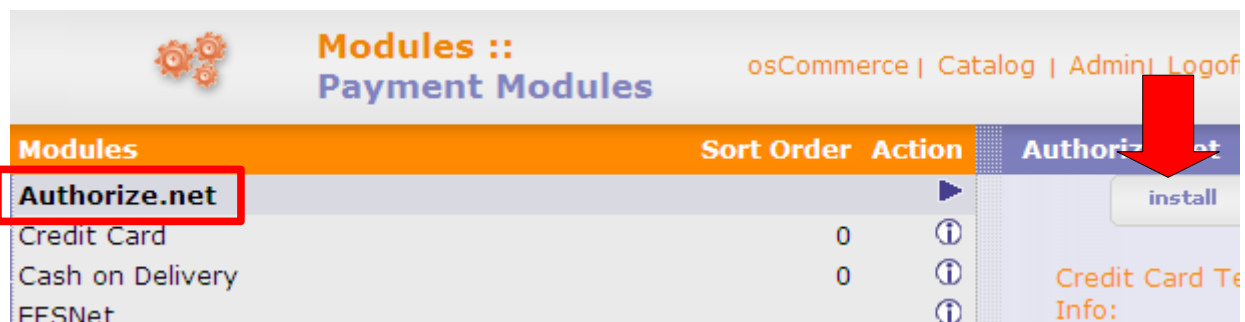 Modules ::
Payment Modules
osCommerce | Catalog | Admin| Logoff
Modules Sort Order Action
Authorize.net
install
Authorize.net
Credit Card 0
Cash on Delivery 0
Credit Card
Info: